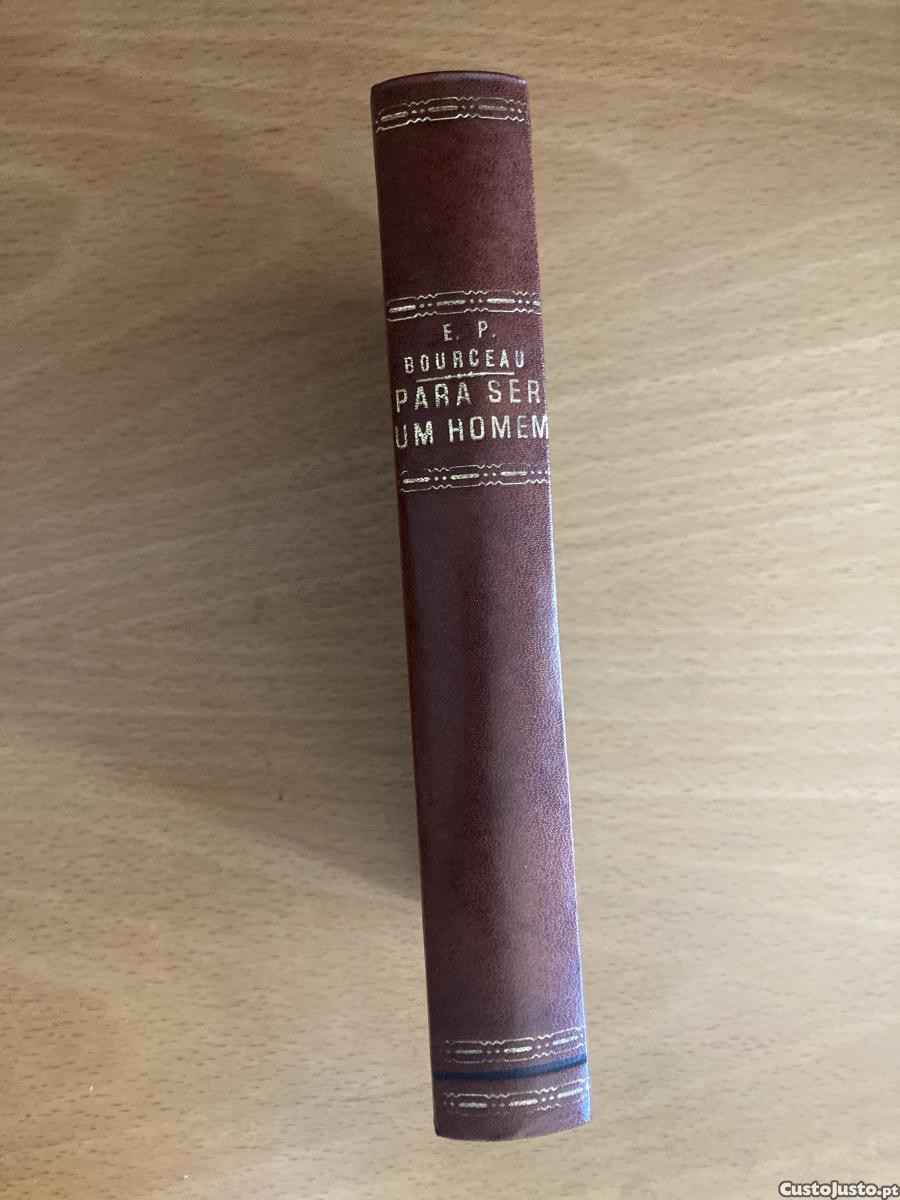 E. P.
BOURCEAU
PARA SER
UM HOMEM
CustoJusto.pt